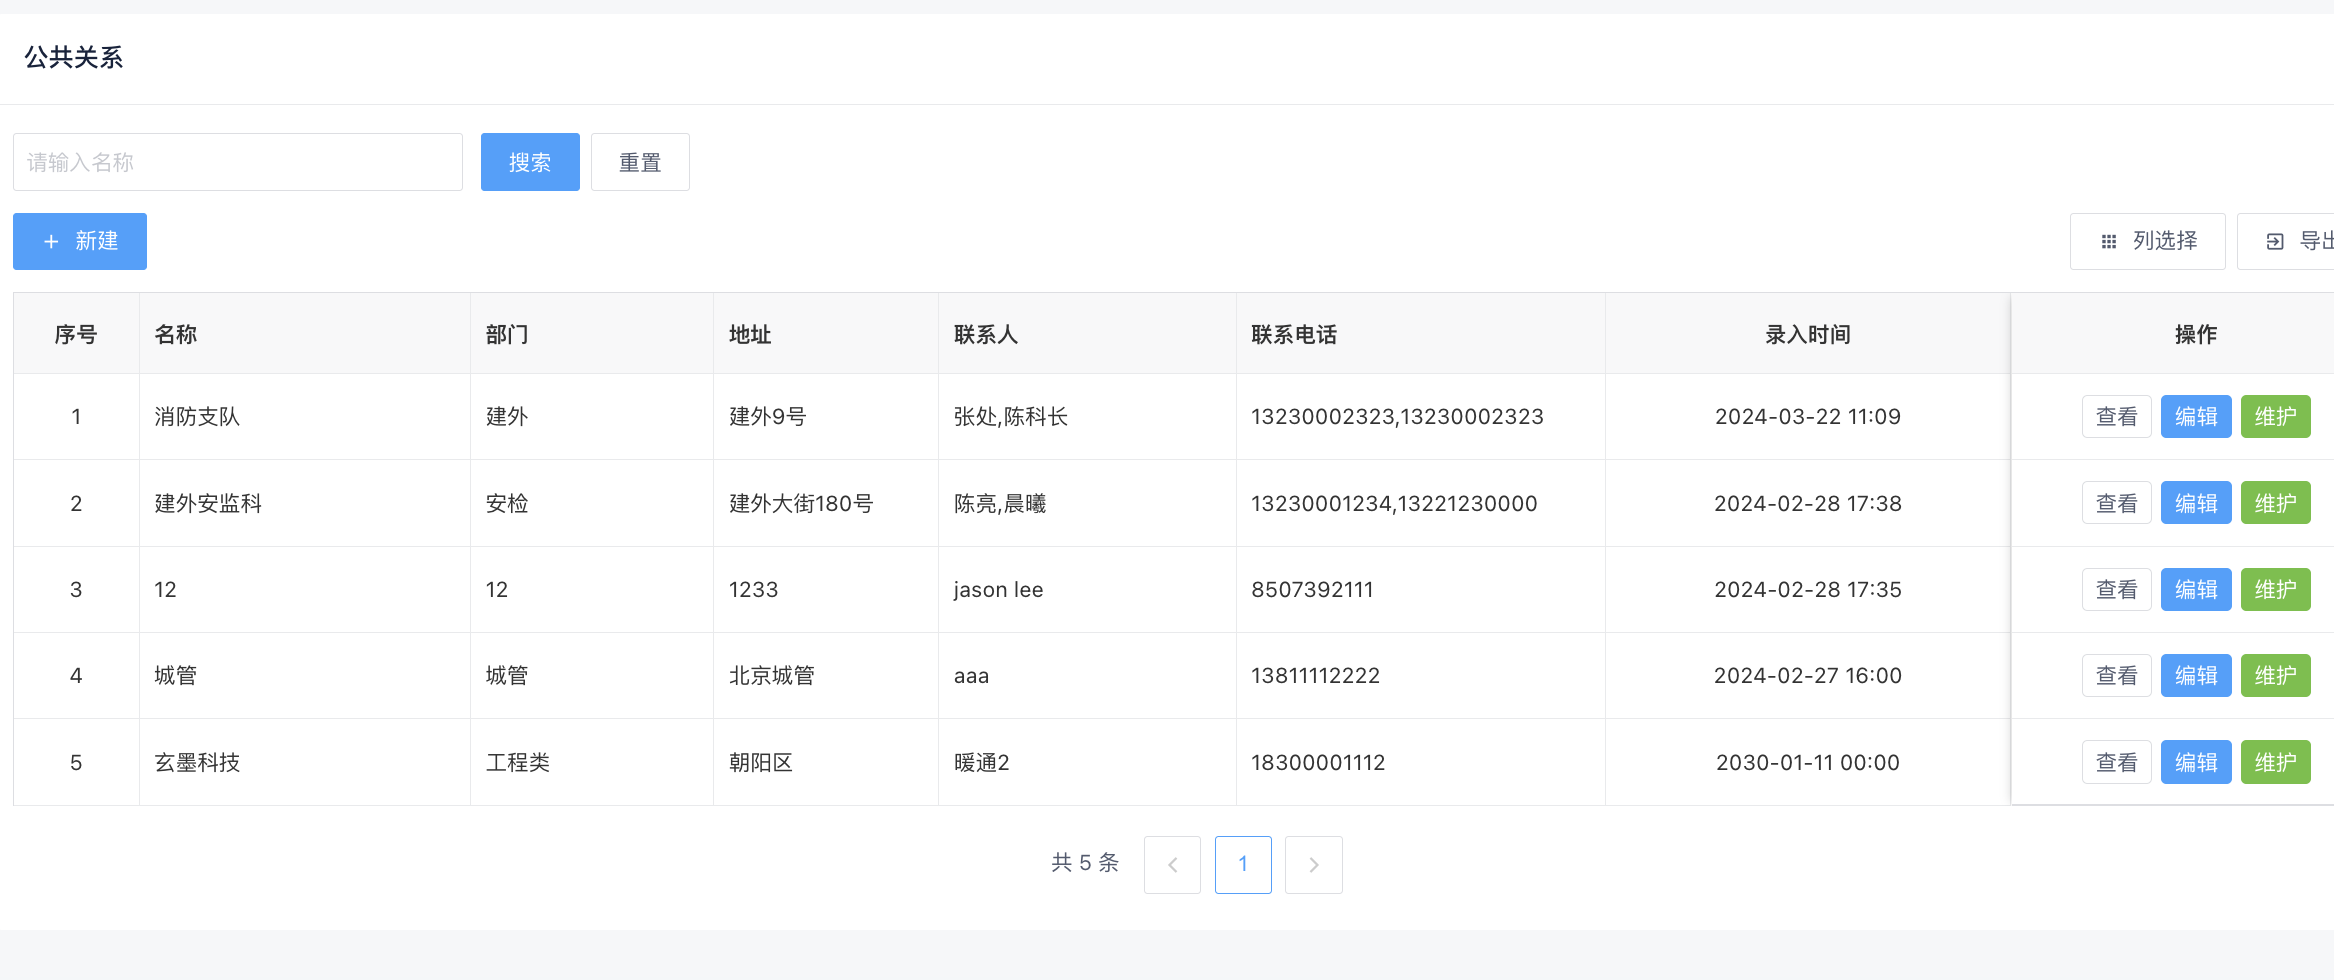 公共关系
请输入名称 搜索 重置
+ 新建 列选择 导出
序号 名称 部门 地址 联系人 联系电话 录入时间 操作
1 消防支队 建外 建外9号 张处,陈科长 13230002323,13230002323 2024-03-22 11:09 查看 编辑 维护
2 建外安监科 安检 建外大街180号 陈亮,晨曦 13230001234,13221230000 2024-02-28 17:38 查看 编辑 维护
3 12 12 1233 jason lee 8507392111 2024-02-28 17:35 查看 编辑 维护
4 城管 城管 北京城管 aaa 13811112222 2024-02-27 16:00 查看 编辑 维护
5 玄墨科技 工程类 朝阳区 暖通2 18300001112 2030-01-11 00:00 查看 编辑 维护
共 5 条 < 1 >